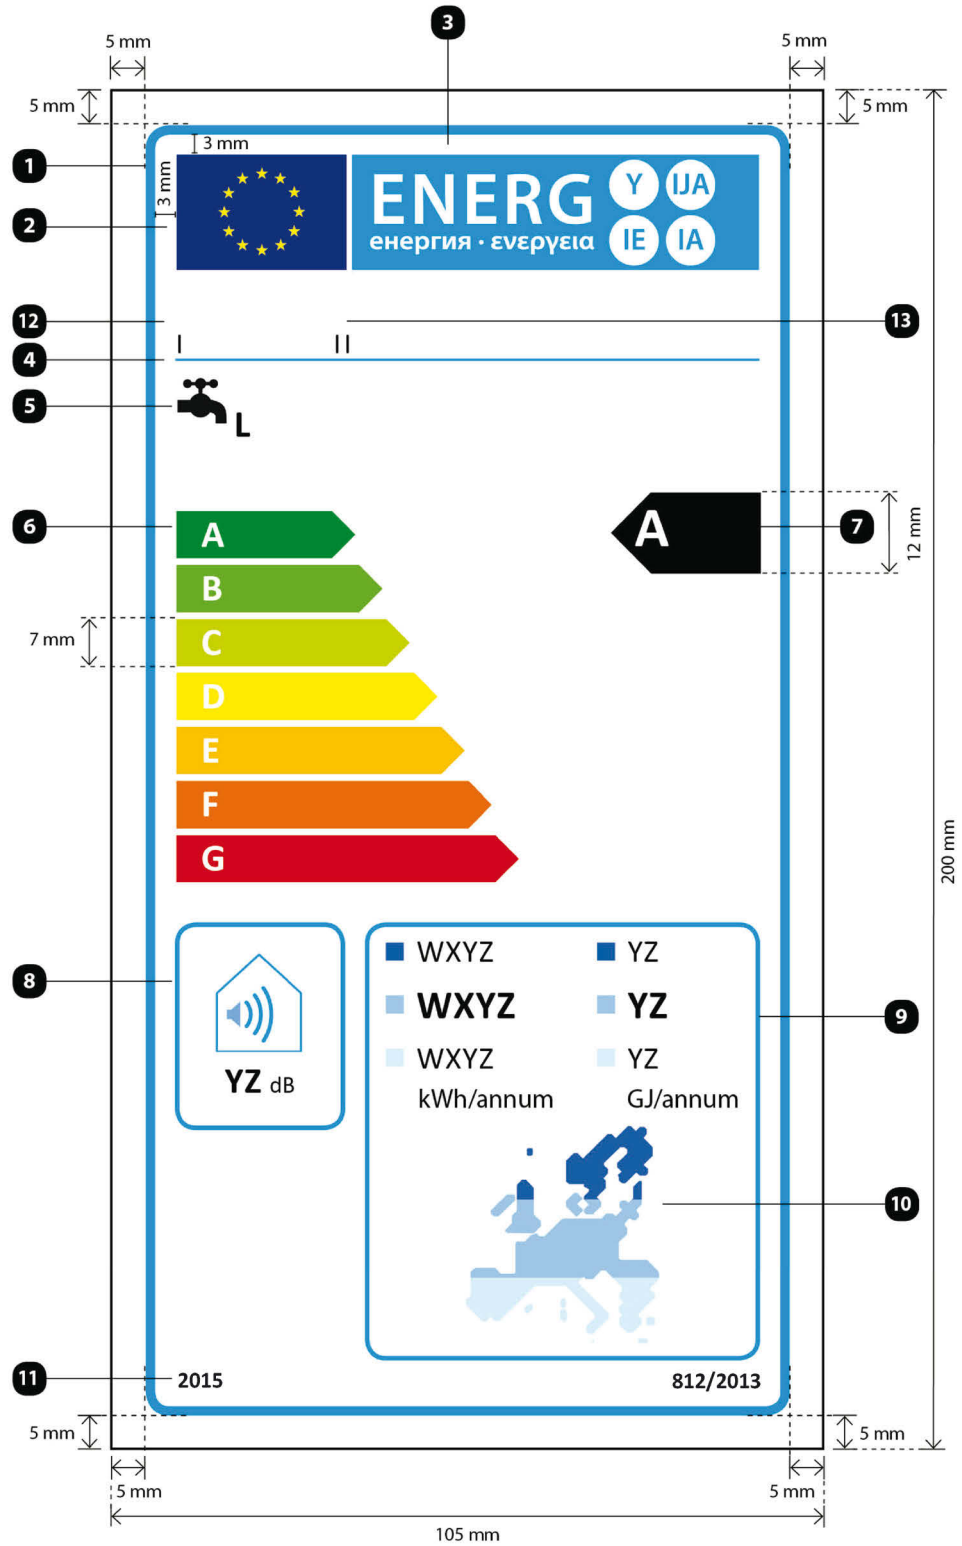 3
5 mm
5 mm
5 mm
5 mm
3 mm
1
3 mm
2
ENERG
енергия · ενεργεια
Y
IJA
IE
IA
12
I
II
13
4
5
L
6
A
A
7
12 mm
B
7 mm
C
D
E
F
G
200 mm
8
WXYZ
YZ
WXYZ
YZ
9
WXYZ
YZ
YZ dB
kWh/annum
GJ/annum
10
11
2015
812/2013
5 mm
5 mm
5 mm
5 mm
105 mm